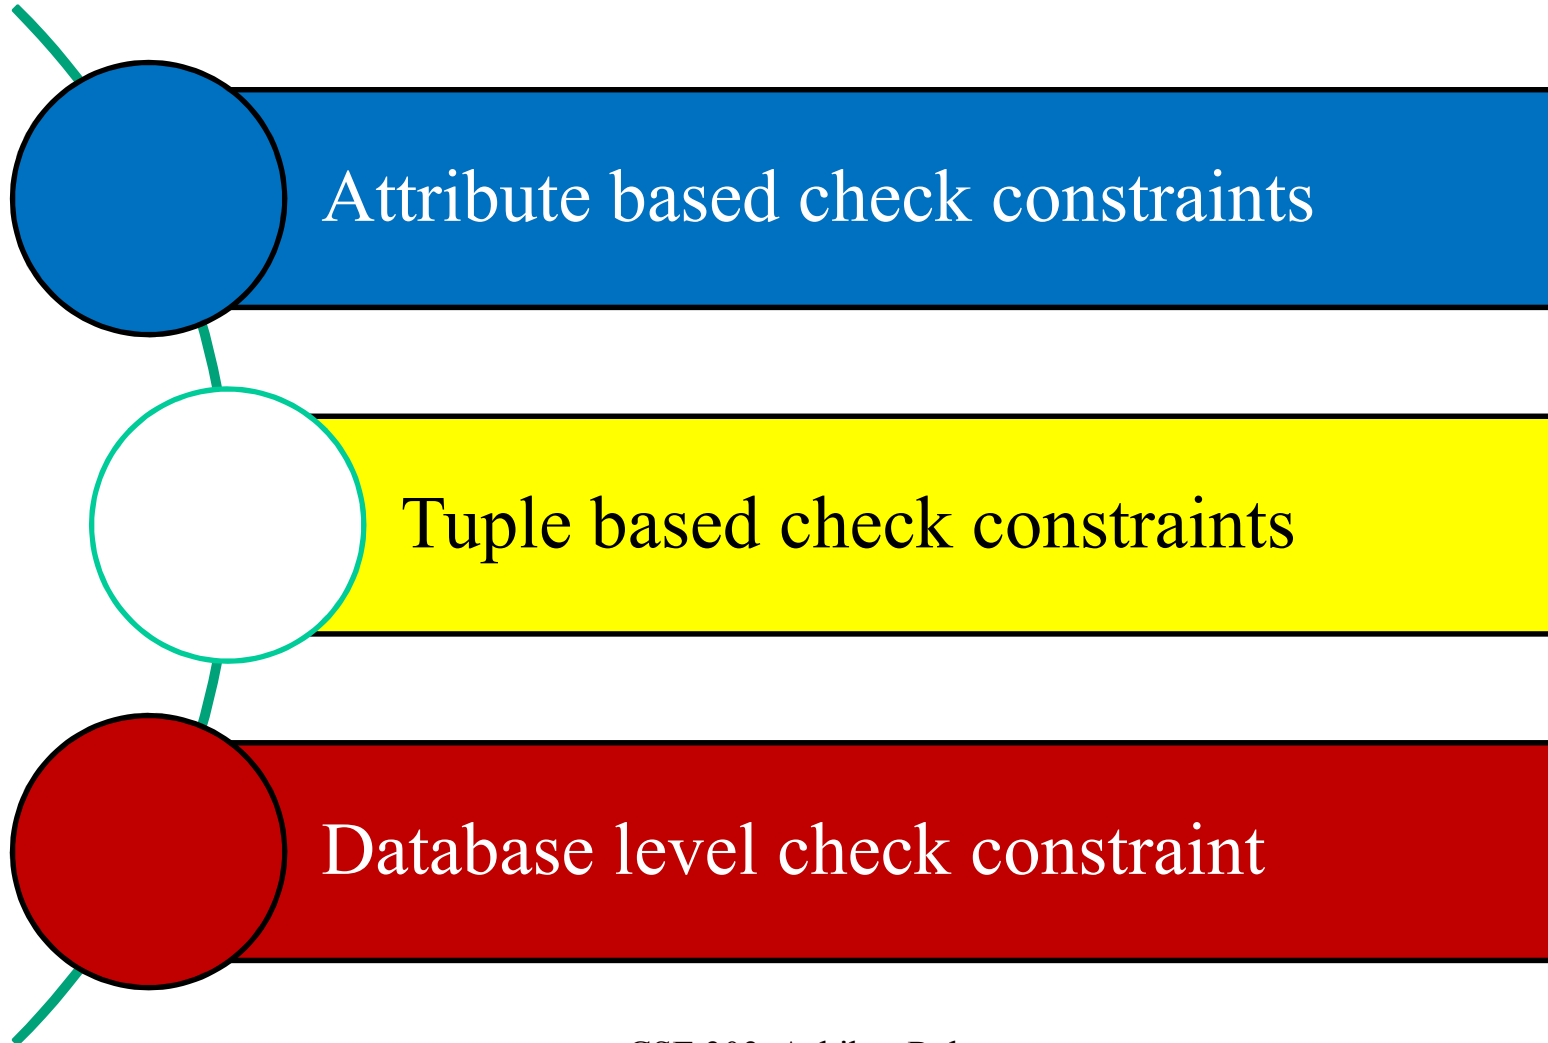 Attribute based check constraints
Tuple based check constraints
Database level check constraint